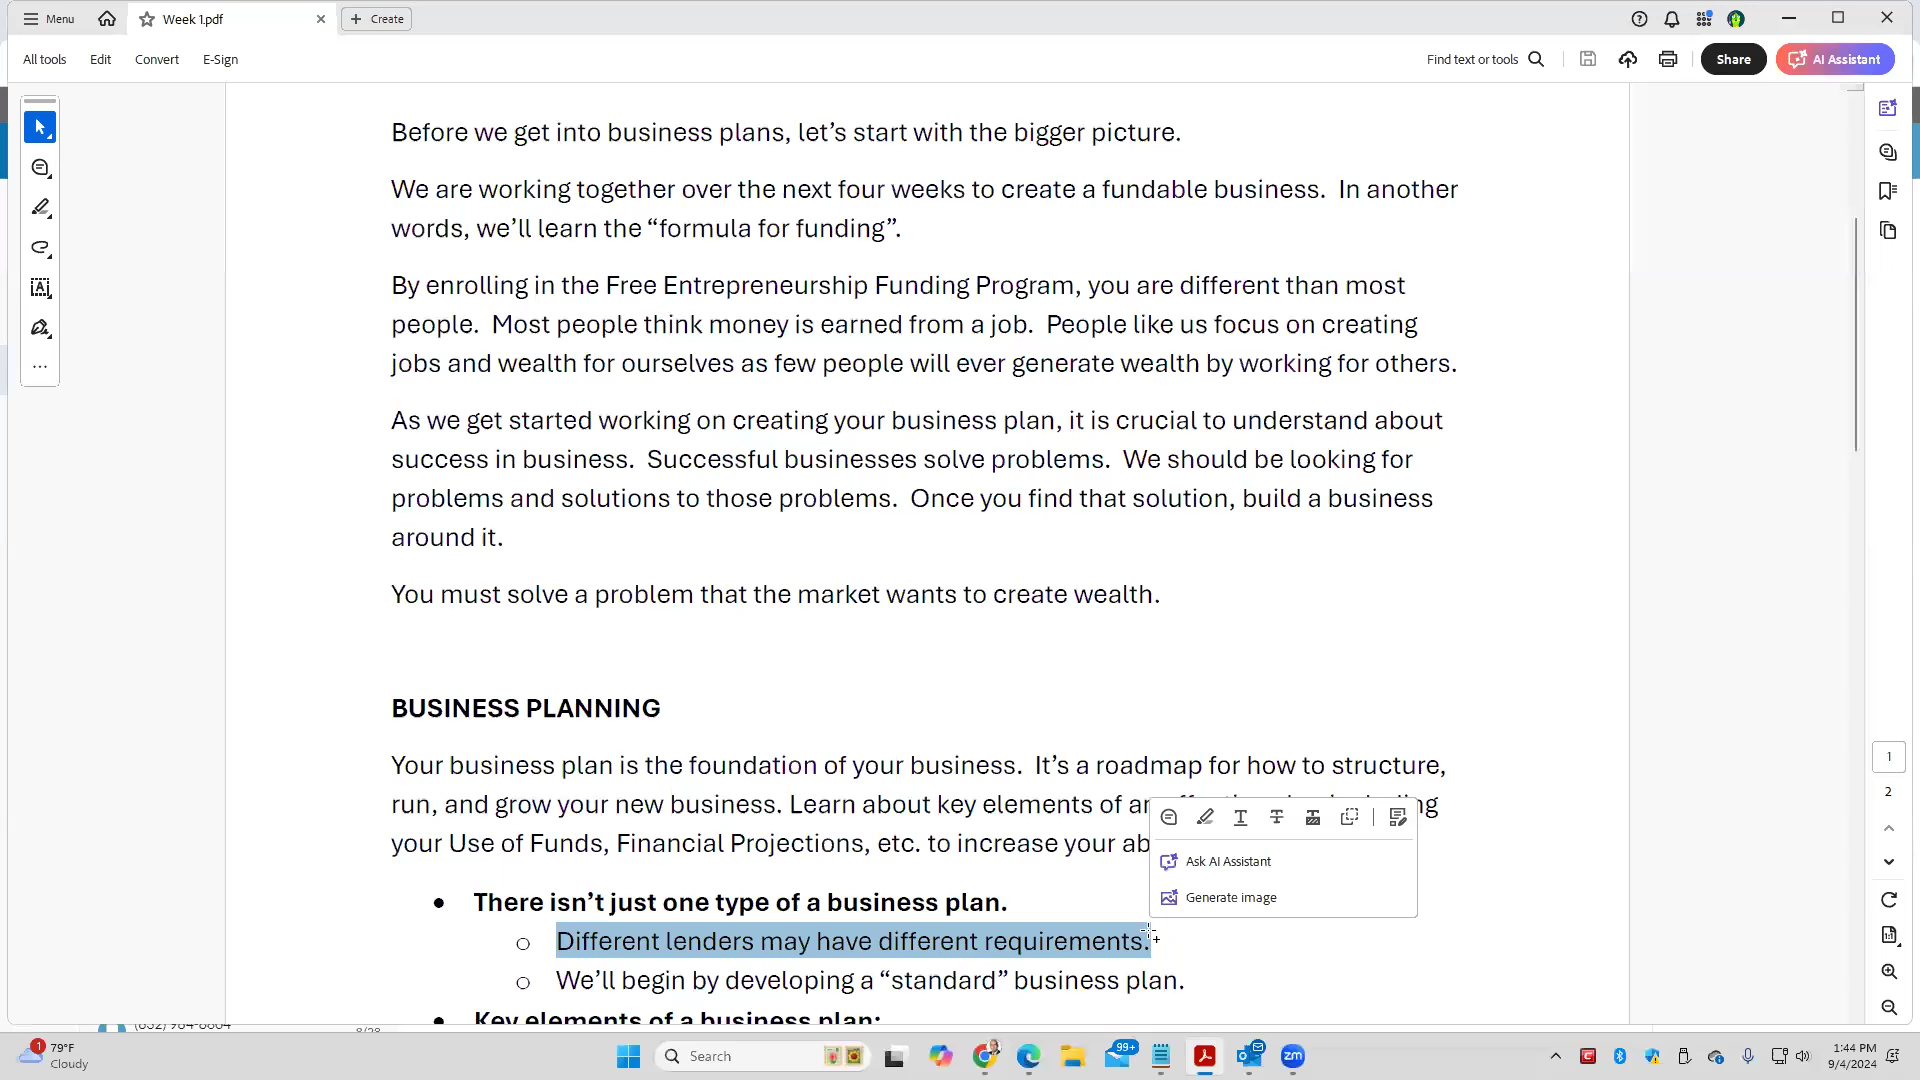 Menu
Week 1.pdf
Create
All tools
Edit
Convert
E-Sign
Find text or tools
Share
AI Assistant
Before we get into business plans, let’s start with the bigger picture.
We are working together over the next four weeks to create a fundable business.  In another
words, we’ll learn the “formula for funding”.
By enrolling in the Free Entrepreneurship Funding Program, you are different than most
people.  Most people think money is earned from a job.  People like us focus on creating
jobs and wealth for ourselves as few people will ever generate wealth by working for others.
As we get started working on creating your business plan, it is crucial to understand about
success in business.  Successful businesses solve problems.  We should be looking for
problems and solutions to those problems.  Once you find that solution, build a business
around it.
You must solve a problem that the market wants to create wealth.
BUSINESS PLANNING
Your business plan is the foundation of your business.  It’s a roadmap for how to structure,
run, and grow your new business. Learn about key elements of
your Use of Funds, Financial Projections, etc. to increase your
Ask AI Assistant
Generate image
• There isn’t just one type of a business plan.
○ Different lenders may have different requirements.
○ We’ll begin by developing a “standard” business plan.
• Key elements of a business plan:
1
2
79°F
Cloudy
1
Search
99+
zm
1:44 PM
9/4/2024